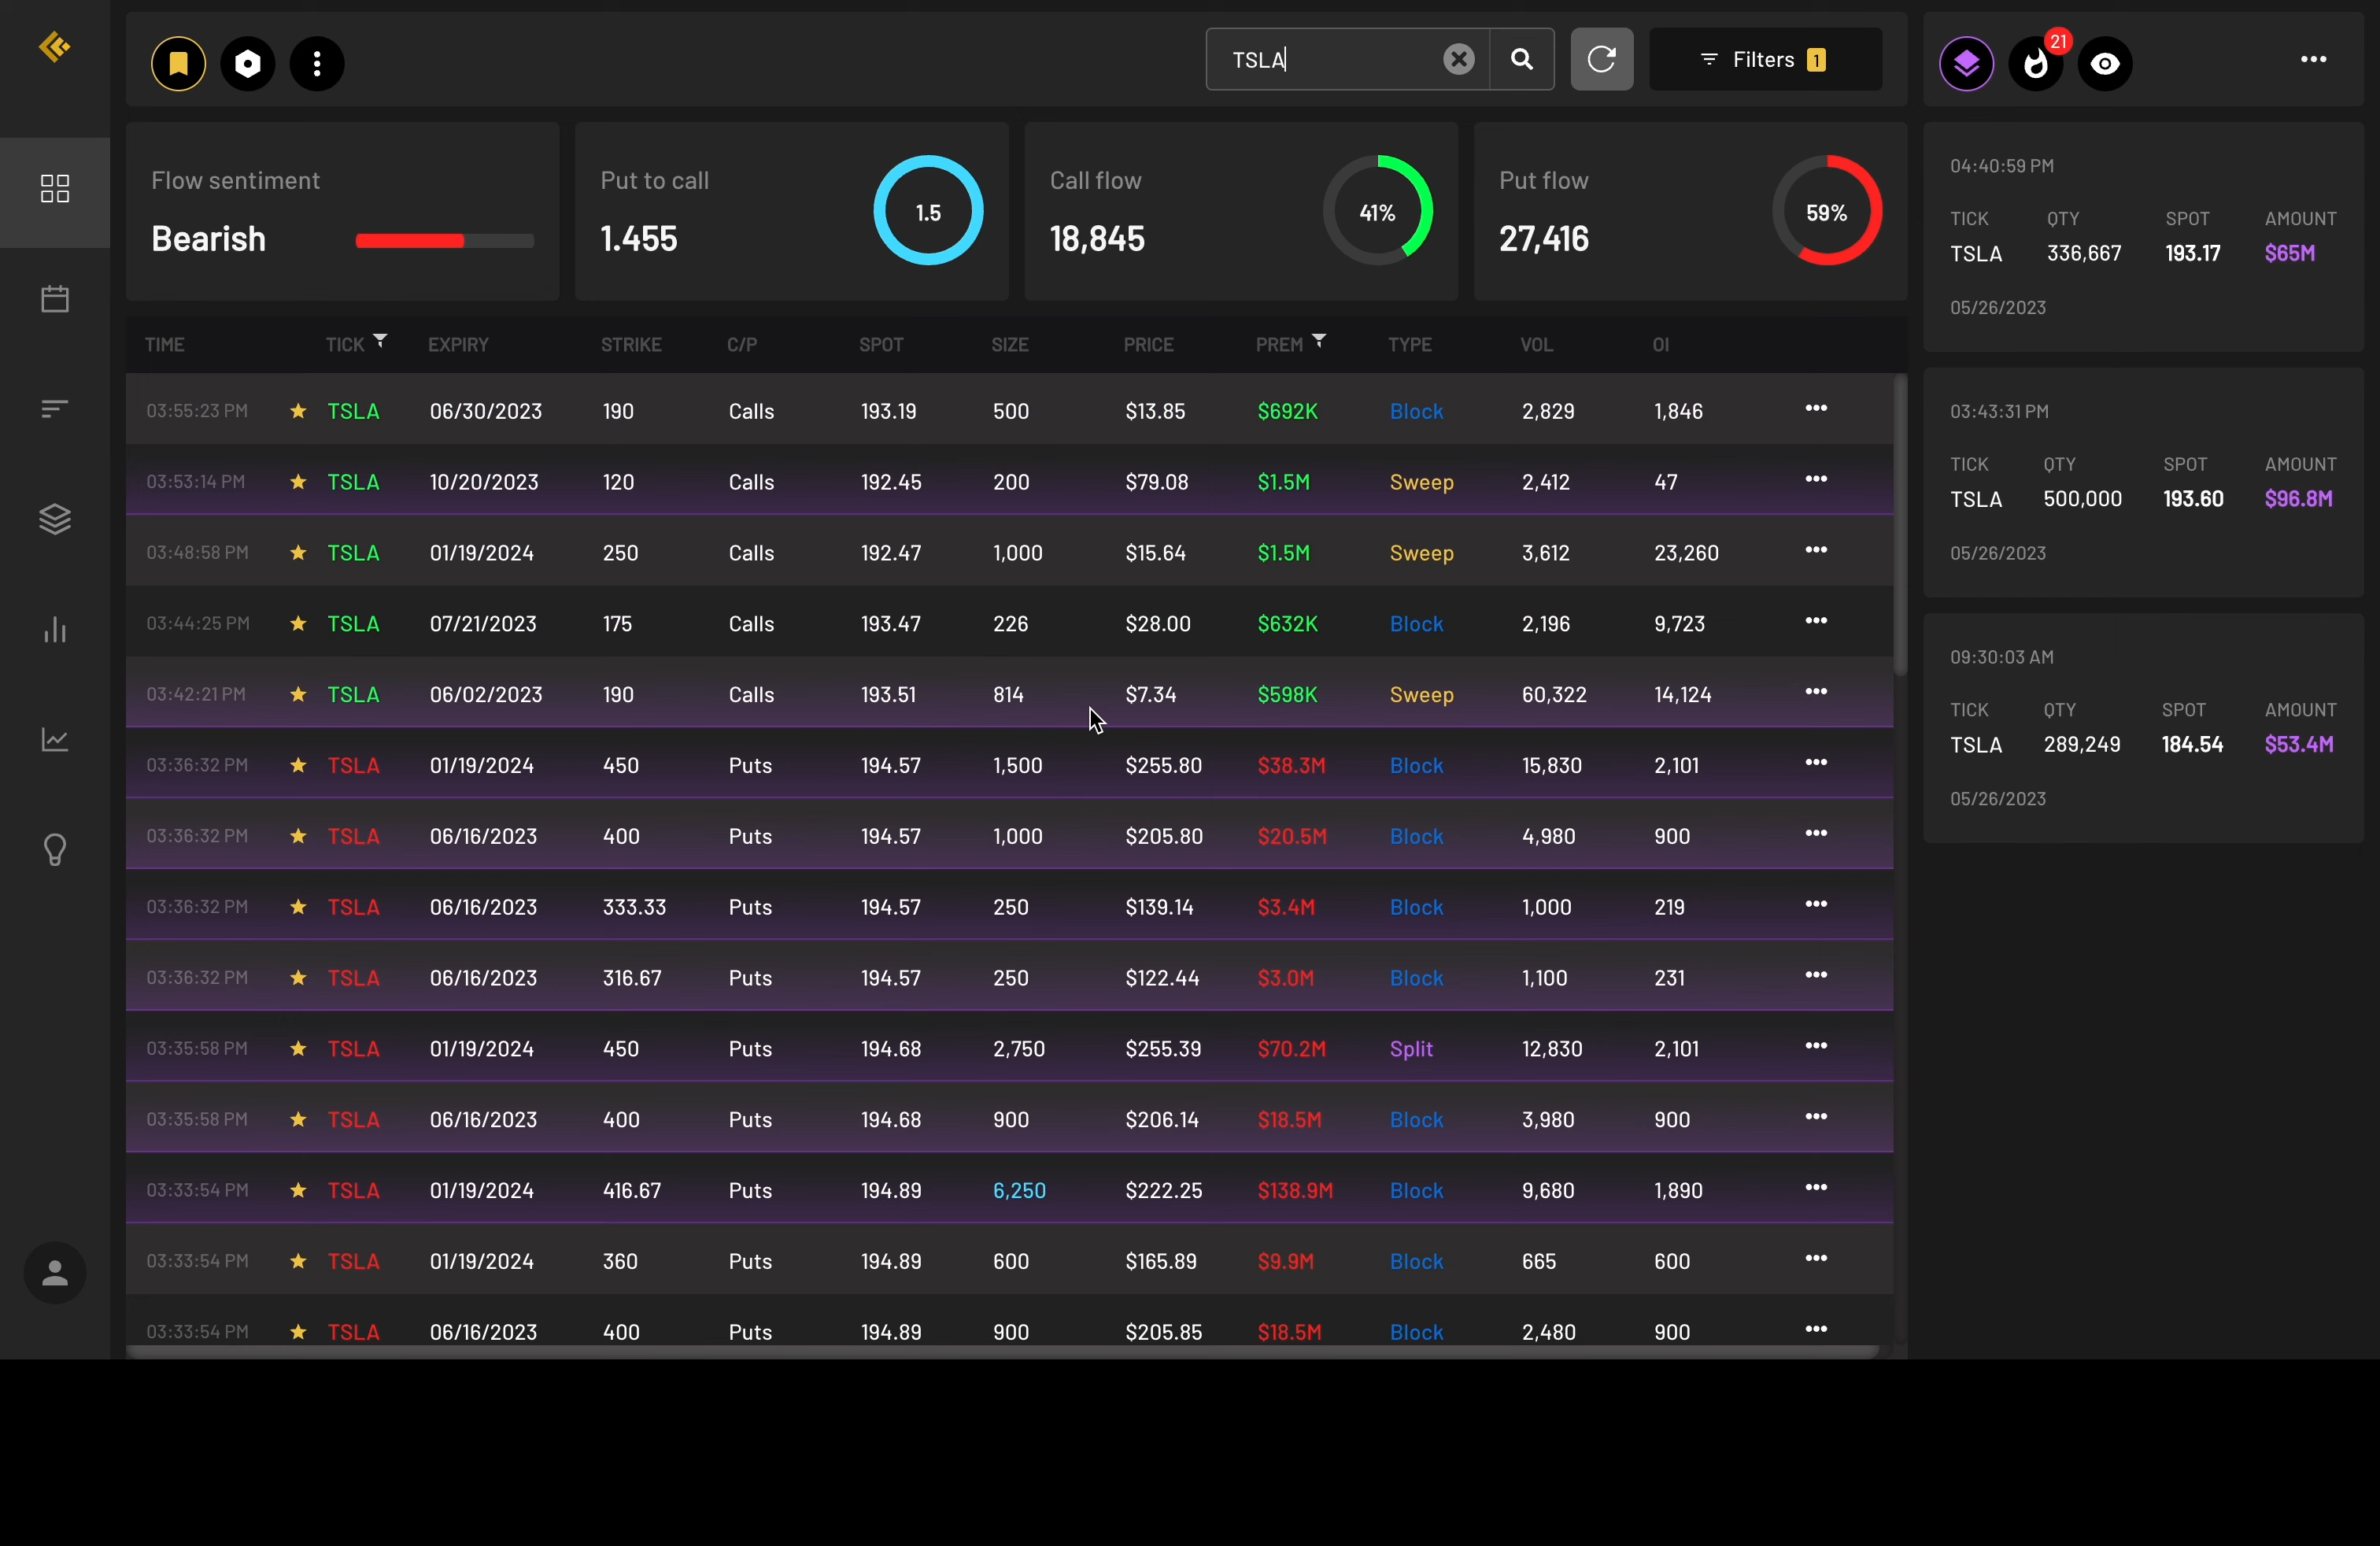 TSLA
Filters 1
21
Flow sentiment
Bearish
Put to call
1.455
1.5
Call flow
18,845
41%
Put flow
27,416
59%
TIME TICK EXPIRY STRIKE C/P SPOT SIZE PRICE PREM TYPE VOL OI
03:55:23 PM TSLA 06/30/2023 190 Calls 193.19 500 $13.85 $692K Block 2,829 1,846
03:53:14 PM TSLA 10/20/2023 120 Calls 192.45 200 $79.08 $1.5M Sweep 2,412 47
03:48:58 PM TSLA 01/19/2024 250 Calls 192.47 1,000 $15.64 $1.5M Sweep 3,612 23,260
03:44:25 PM TSLA 07/21/2023 175 Calls 193.47 226 $28.00 $632K Block 2,196 9,723
03:42:21 PM TSLA 06/02/2023 190 Calls 193.51 814 $7.34 $598K Sweep 60,322 14,124
03:36:32 PM TSLA 01/19/2024 450 Puts 194.57 1,500 $255.80 $38.3M Block 15,830 2,101
03:36:32 PM TSLA 06/16/2023 400 Puts 194.57 1,000 $205.80 $20.5M Block 4,980 900
03:36:32 PM TSLA 06/16/2023 333.33 Puts 194.57 250 $139.14 $3.4M Block 1,000 219
03:36:32 PM TSLA 06/16/2023 316.67 Puts 194.57 250 $122.44 $3.0M Block 1,100 231
03:35:58 PM TSLA 01/19/2024 450 Puts 194.68 2,750 $255.39 $70.2M Split 12,830 2,101
03:35:58 PM TSLA 06/16/2023 400 Puts 194.68 900 $206.14 $18.5M Block 3,980 900
03:33:54 PM TSLA 01/19/2024 416.67 Puts 194.89 6,250 $222.25 $138.9M Block 9,680 1,890
03:33:54 PM TSLA 01/19/2024 360 Puts 194.89 600 $165.89 $9.9M Block 665 600
03:33:54 PM TSLA 06/16/2023 400 Puts 194.89 900 $205.85 $18.5M Block 2,480 900
04:40:59 PM
TICK QTY SPOT AMOUNT
TSLA 336,667 193.17 $65M
05/26/2023
03:43:31 PM
TICK QTY SPOT AMOUNT
TSLA 500,000 193.60 $96.8M
05/26/2023
09:30:03 AM
TICK QTY SPOT AMOUNT
TSLA 289,249 184.54 $53.4M
05/26/2023